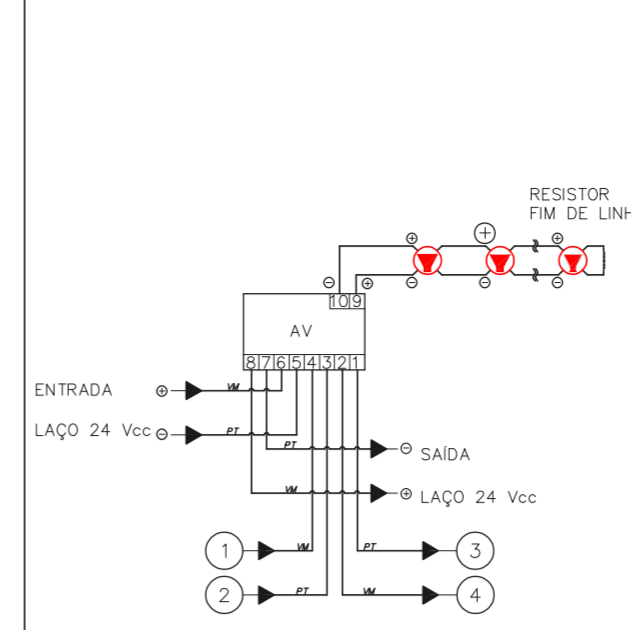 RESISTOR
FIM DE LINH
⊕ ⊕ ⊕
⊖ ⊖ ⊖
⊖ ⊕
10 9
AV
8 7 6 5 4 3 2 1
ENTRADA ⊕ VM
LAÇO 24 Vcc ⊖ PT
PT ⊖ SAÍDA
VM ⊕ LAÇO 24 Vcc
1 VM PT 3
2 PT VM 4